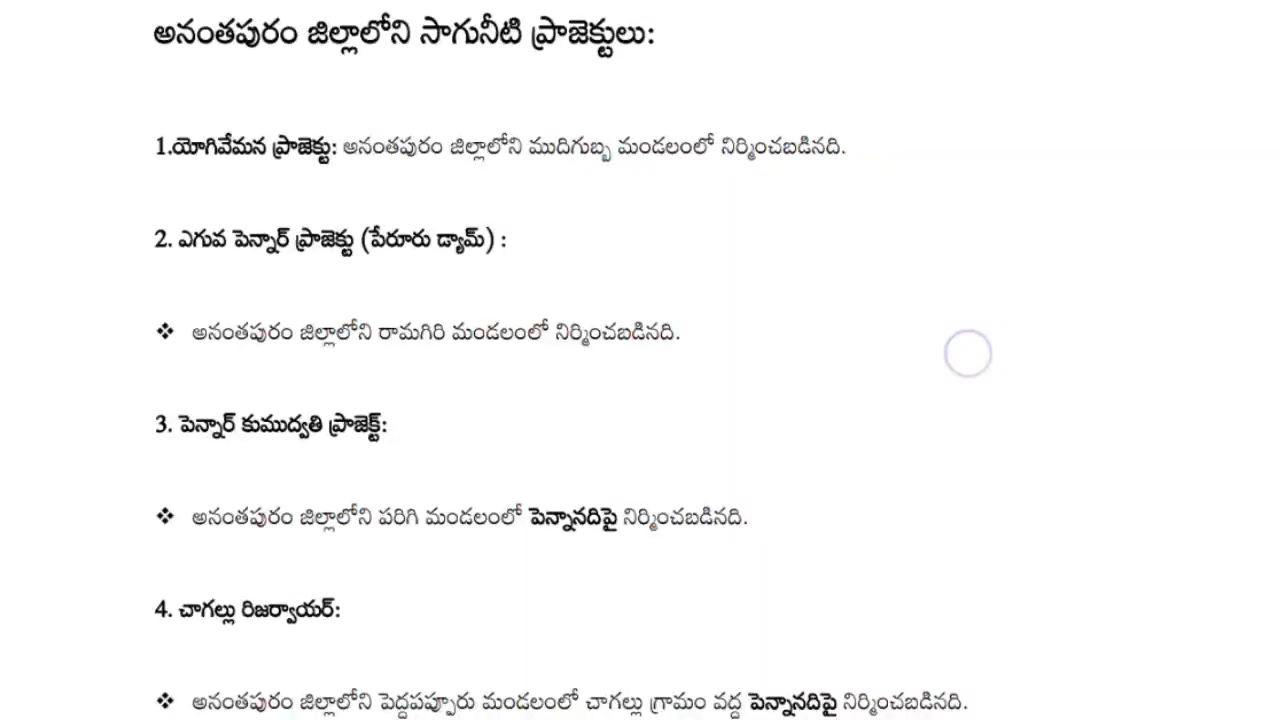 అనంతపురం జిల్లాలోని సాగునీటి ప్రాజెక్టులు:
1.యోగివేమన ప్రాజెక్టు: అనంతపురం జిల్లాలోని ముదిగుబ్బ మండలంలో నిర్మించబడినది.
2. ఎగువ పెన్నార్ ప్రాజెక్టు (పేరూరు డ్యామ్) :
❖ అనంతపురం జిల్లాలోని రామగిరి మండలంలో నిర్మించబడినది.
3. పెన్నార్ కుముద్వతి ప్రాజెక్ట్:
❖ అనంతపురం జిల్లాలోని పరిగి మండలంలో పెన్నానదిపై నిర్మించబడినది.
4. చాగల్లు రిజర్వాయర్:
❖ అనంతపురం జిల్లాలోని పెద్దపప్పూరు మండలంలో చాగల్లు గ్రామం వద్ద పెన్నానదిపై నిర్మించబడినది.